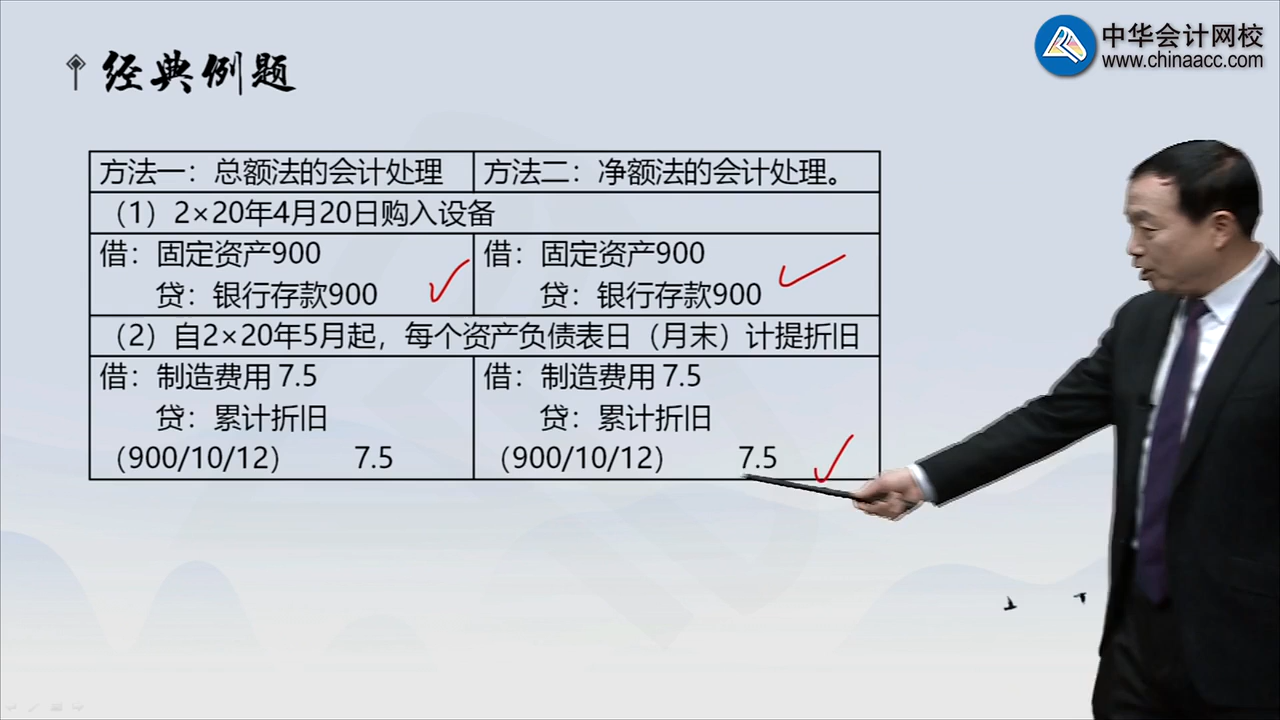 经典例题
中华会计网校
www.chinaacc.com
方法一：总额法的会计处理
方法二：净额法的会计处理。
（1）2×20年4月20日购入设备
借：固定资产900
贷：银行存款900
借：固定资产900
贷：银行存款900
（2）自2×20年5月起，每个资产负债表日（月末）计提折旧
借：制造费用 7.5
贷：累计折旧
（900/10/12） 7.5
借：制造费用 7.5
贷：累计折旧
（900/10/12） 7.5